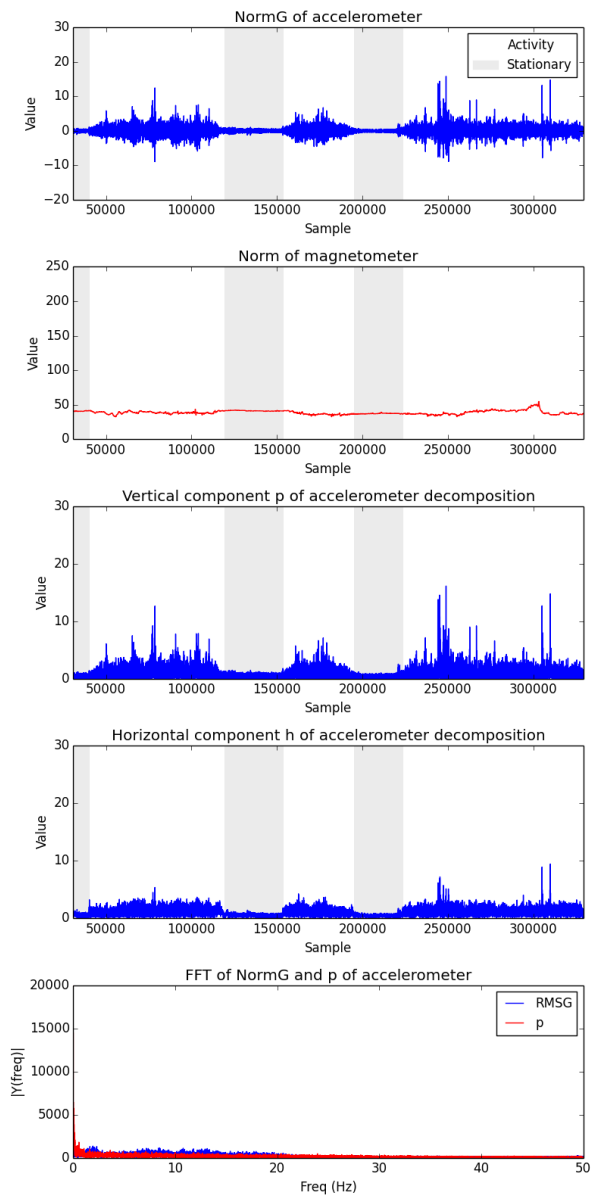 NormG of accelerometer
30
20
10
0
−10
−20
Value
Activity
Stationary
50000 100000 150000 200000 250000 300000
Sample
Norm of magnetometer
250
200
150
100
50
0
Value
50000 100000 150000 200000 250000 300000
Sample
Vertical component p of accelerometer decomposition
30
20
10
0
Value
50000 100000 150000 200000 250000 300000
Sample
Horizontal component h of accelerometer decomposition
30
20
10
0
Value
50000 100000 150000 200000 250000 300000
Sample
FFT of NormG and p of accelerometer
20000
15000
10000
5000
0
|Y(freq)|
RMSG
p
0 10 20 30 40 50
Freq (Hz)